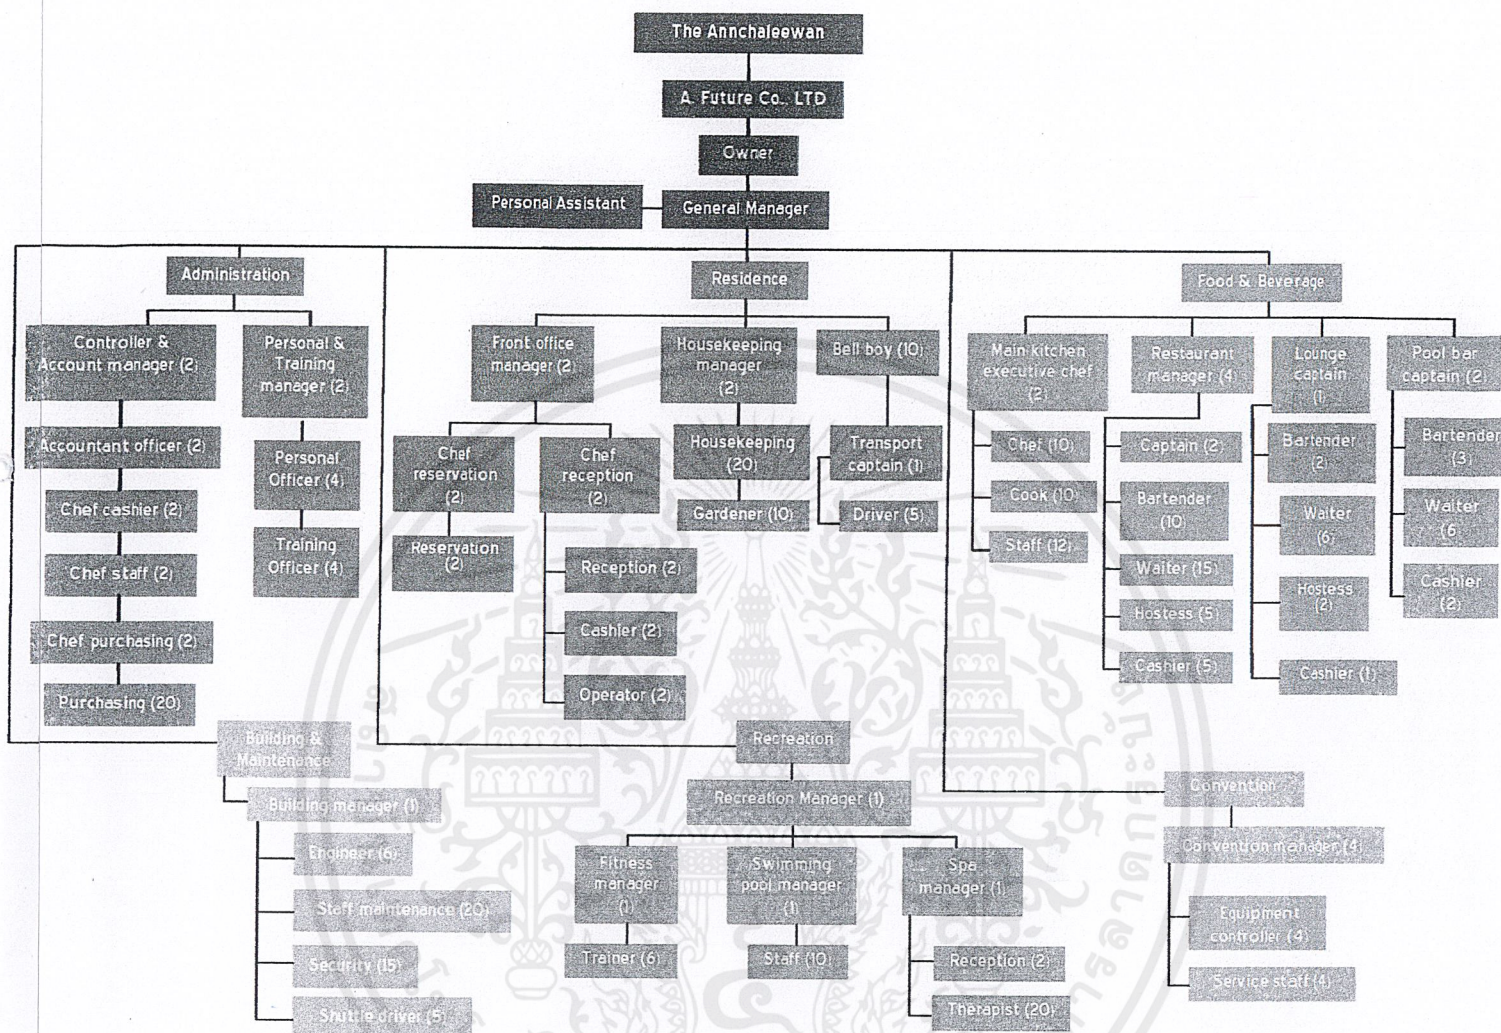 The Annchaleewan
A. Future Co., LTD
Owner
Personal Assistant
General Manager
Administration
Controller &
Account manager (2)
Accountant officer (2)
Chef cashier (2)
Chef staff (2)
Chef purchasing (2)
Purchasing (20)
Personal &
Training
manager (2)
Personal
Officer (4)
Training
Officer (4)
Residence
Front office
manager (2)
Chef
reservation
(2)
Reservation
(2)
Chef
reception
(2)
Reception (2)
Cashier (2)
Operator (2)
Housekeeping
manager
(2)
Housekeeping
(20)
Gardener (10)
Bell boy (10)
Transport
captain (1)
Driver (5)
Food & Beverage
Main kitchen
executive chef
(2)
Chef (10)
Cook (10)
Staff (12)
Restaurant
manager (4)
Captain (2)
Bartender
(10)
Waiter (15)
Hostess (5)
Cashier (5)
Lounge
captain
(1)
Bartender
(2)
Waiter
(6)
Hostess
(2)
Cashier (1)
Pool bar
captain (2)
Bartender
(3)
Waiter
(6
Cashier
(2)
Building &
Maintenance
Building manager (1)
Engineer (6)
Staff maintenance (20)
Security (15)
Shuttle driver (5)
Recreation
Recreation Manager (1)
Fitness
manager
(1)
Trainer (6)
Swimming
pool manager
(1)
Staff (10)
Spa
manager (1)
Reception (2)
Therapist (20)
Convention
Convention manager (4)
Equipment
controller (4)
Service staff (4)